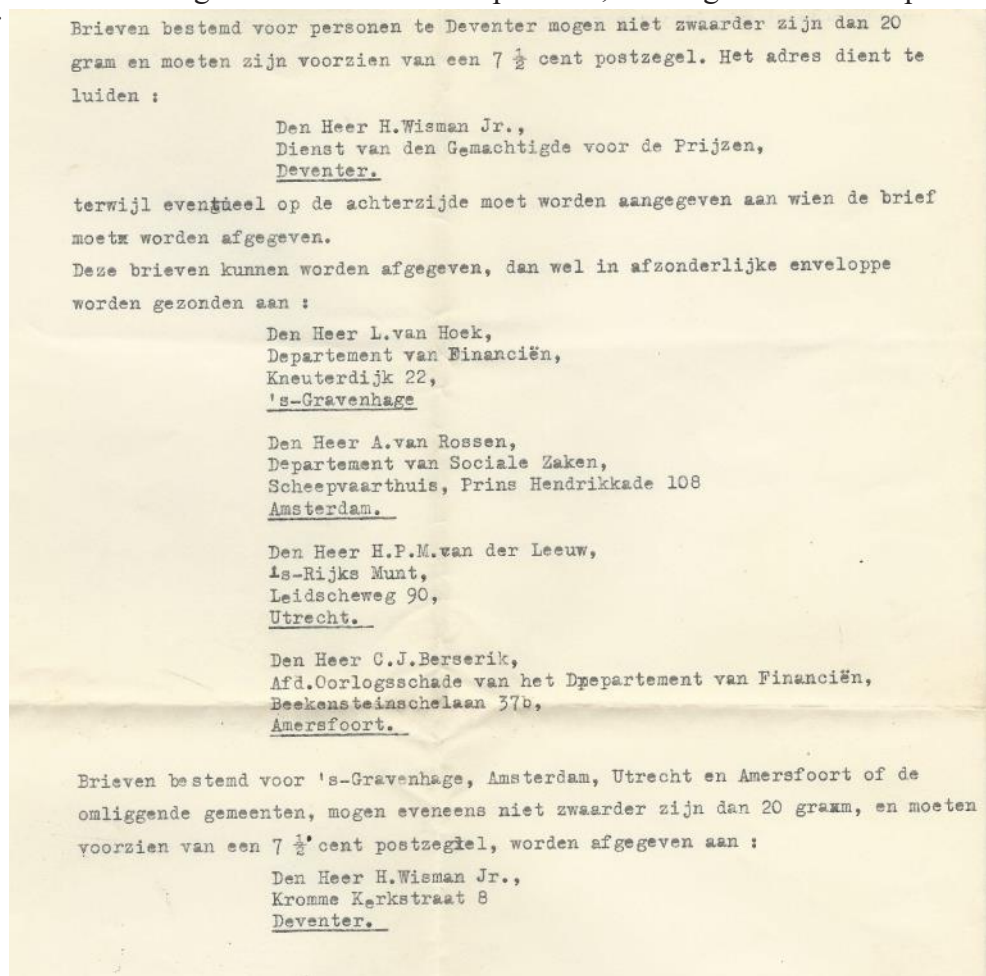 Brieven bestemd voor personen te Deventer mogen niet zwaarder zijn dan 20
gram en moeten zijn voorzien van een 7 ½ cent postzegel. Het adres dient te
luiden :
Den Heer H.Wisman Jr.,
Dienst van den Gemachtigde voor de Prijzen,
Deventer.
terwijl eventueel op de achterzijde moet worden aangegeven aan wien de brief
moetx worden afgegeven.
Deze brieven kunnen worden afgegeven, dan wel in afzonderlijke enveloppe
worden gezonden aan :
Den Heer L.van Hoek,
Departement van Financiën,
Kneuterdijk 22,
's-Gravenhage
Den Heer A.van Rossen,
Departement van Sociale Zaken,
Scheepvaarthuis, Prins Hendrikkade 108
Amsterdam.
Den Heer H.P.M.van der Leeuw,
's-Rijks Munt,
Leidscheweg 90,
Utrecht.
Den Heer C.J.Berserik,
Afd.Oorlogsschade van het Departement van Financiën,
Beekensteinschelaan 37b,
Amersfoort.
Brieven bestemd voor 's-Gravenhage, Amsterdam, Utrecht en Amersfoort of de
omliggende gemeenten, mogen eveneens niet zwaarder zijn dan 20 graxm, en moeten
voorzien van een 7 ½ cent postzegel, worden afgegeven aan :
Den Heer H.Wisman Jr.,
Kromme Kerkstraat 8
Deventer.